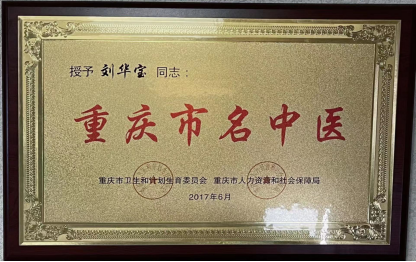 授予 刘华宝 同志：
重庆市名中医
重庆市卫生和计划生育委员会 重庆市人力资源和社会保障局
2017年6月